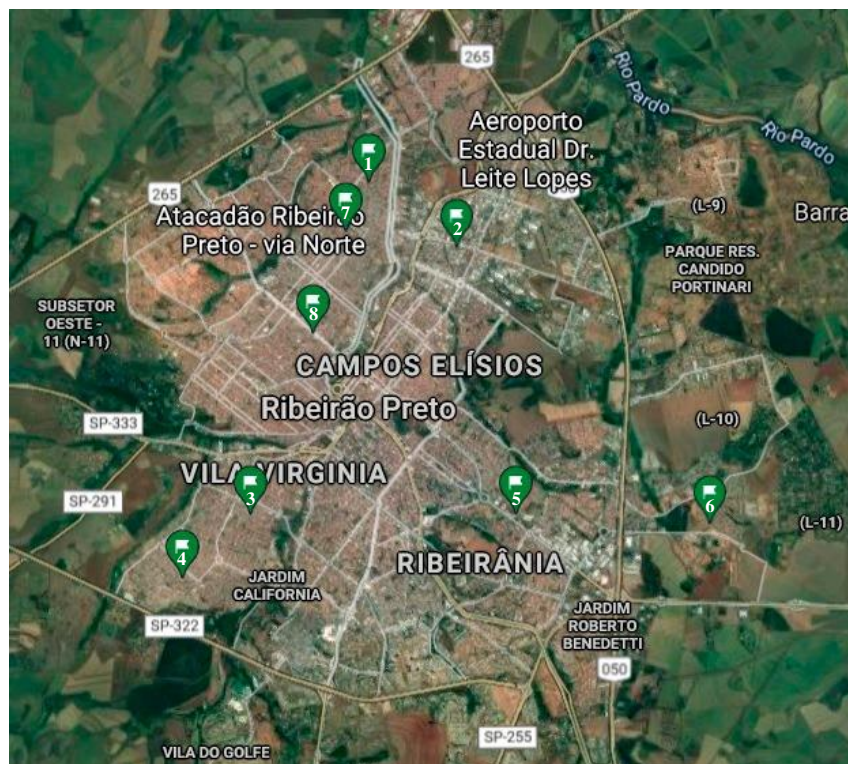 265
Rio Pardo
Rio Pardo
Aeroporto
Estadual Dr.
Leite Lopes
1
265
7
Atacadão Ribeirão
Preto - via Norte
2
(L-9)
Barra
PARQUE RES.
CANDIDO
PORTINARI
SUBSETOR
OESTE -
11 (N-11)
8
CAMPOS ELÍSIOS
Ribeirão Preto
SP-333
(L-10)
VILA VIRGINIA
SP-291
3
5
6
(L-11)
4
RIBEIRÂNIA
JARDIM
CALIFORNIA
SP-322
JARDIM
ROBERTO
BENEDETTI
050
SP-255
VILA DO GOLFE